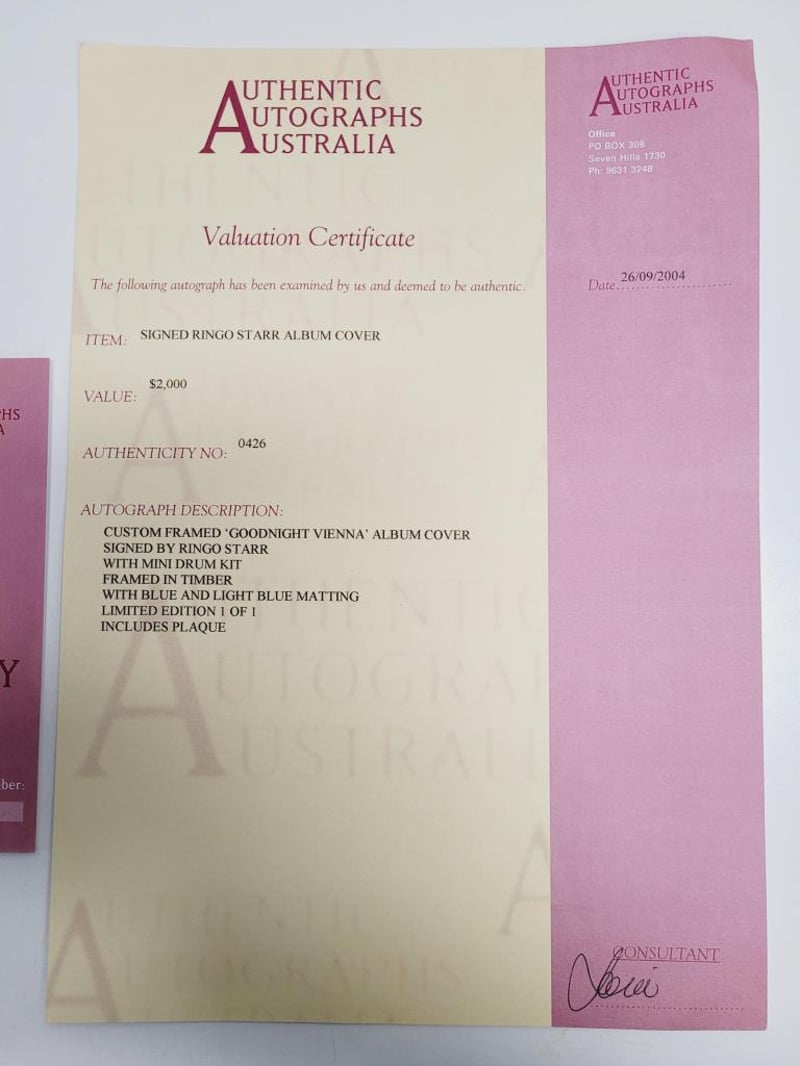 AUTHENTIC
AUTOGRAPHS
AUSTRALIA
Valuation Certificate
The following autograph has been examined by us and deemed to be authentic.
ITEM: SIGNED RINGO STARR ALBUM COVER
VALUE: $2,000
AUTHENTICITY NO: 0426
AUTOGRAPH DESCRIPTION:
CUSTOM FRAMED ‘GOODNIGHT VIENNA’ ALBUM COVER
SIGNED BY RINGO STARR
WITH MINI DRUM KIT
FRAMED IN TIMBER
WITH BLUE AND LIGHT BLUE MATTING
LIMITED EDITION 1 OF 1
INCLUDES PLAQUE
AUTHENTIC
AUTOGRAPHS
AUSTRALIA
Office
PO BOX 308
Seven Hills 1730
Ph: 9631 3248
Date 26/09/2004
CONSULTANT